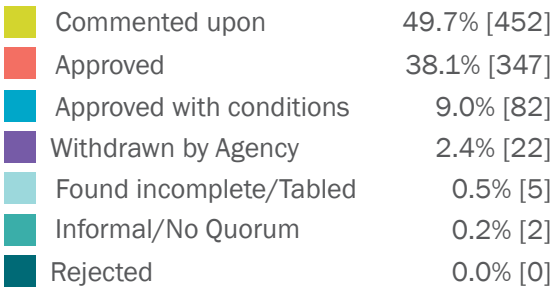 Commented upon 49.7% [452]
Approved 38.1% [347]
Approved with conditions 9.0% [82]
Withdrawn by Agency 2.4% [22]
Found incomplete/Tabled 0.5% [5]
Informal/No Quorum 0.2% [2]
Rejected 0.0% [0]